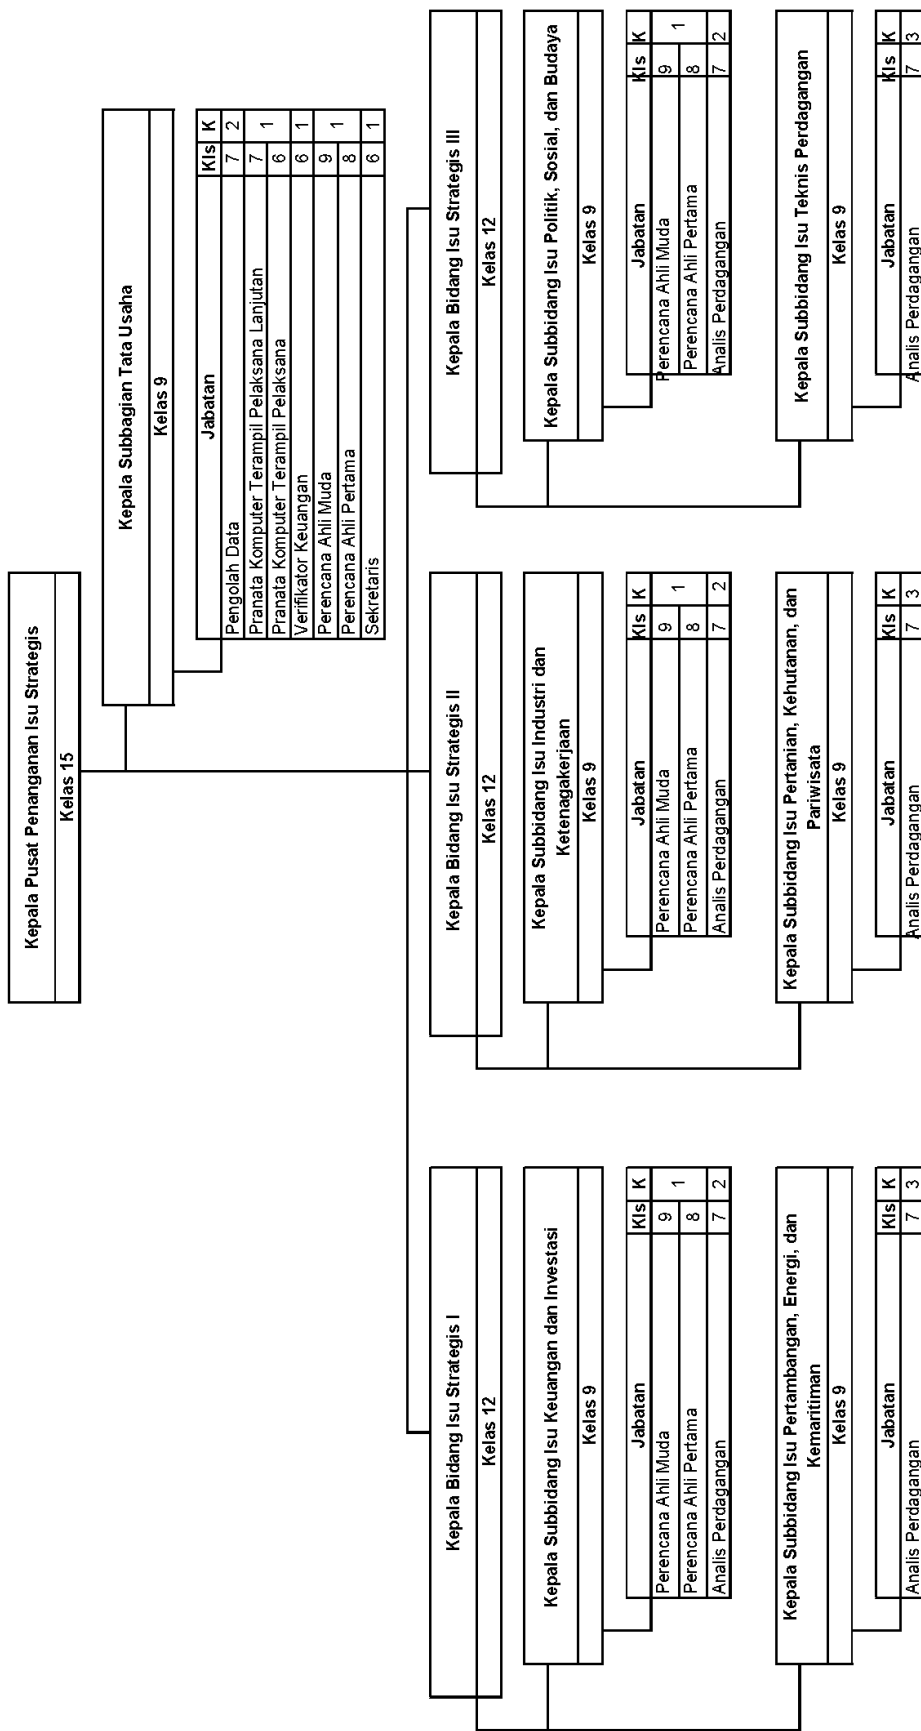 Kepala Pusat Penanganan Isu Strategis
Kelas 15
Kepala Subbagian Tata Usaha
Kelas 9
Jabatan Kls K
Pengolah Data 7 2
Pranata Komputer Terampil Pelaksana Lanjutan 7 1
Pranata Komputer Terampil Pelaksana 6
Verifikator Keuangan 6 1
Perencana Ahli Muda 9 1
Perencana Ahli Pertama 8
Sekretaris 6 1
Kepala Bidang Isu Strategis I
Kelas 12
Kepala Subbidang Isu Keuangan dan Investasi
Kelas 9
Jabatan Kls K
Perencana Ahli Muda 9 1
Perencana Ahli Pertama 8
Analis Perdagangan 7 2
Kepala Subbidang Isu Pertambangan, Energi, dan
Kemaritiman
Kelas 9
Jabatan Kls K
Analis Perdagangan 7 3
Kepala Bidang Isu Strategis II
Kelas 12
Kepala Subbidang Isu Industri dan
Ketenagakerjaan
Kelas 9
Jabatan Kls K
Perencana Ahli Muda 9 1
Perencana Ahli Pertama 8
Analis Perdagangan 7 2
Kepala Subbidang Isu Pertanian, Kehutanan, dan
Pariwisata
Kelas 9
Jabatan Kls K
Analis Perdagangan 7 3
Kepala Bidang Isu Strategis III
Kelas 12
Kepala Subbidang Isu Politik, Sosial, dan Budaya
Kelas 9
Jabatan Kls K
Perencana Ahli Muda 9 1
Perencana Ahli Pertama 8
Analis Perdagangan 7 2
Kepala Subbidang Isu Teknis Perdagangan
Kelas 9
Jabatan Kls K
Analis Perdagangan 7 3